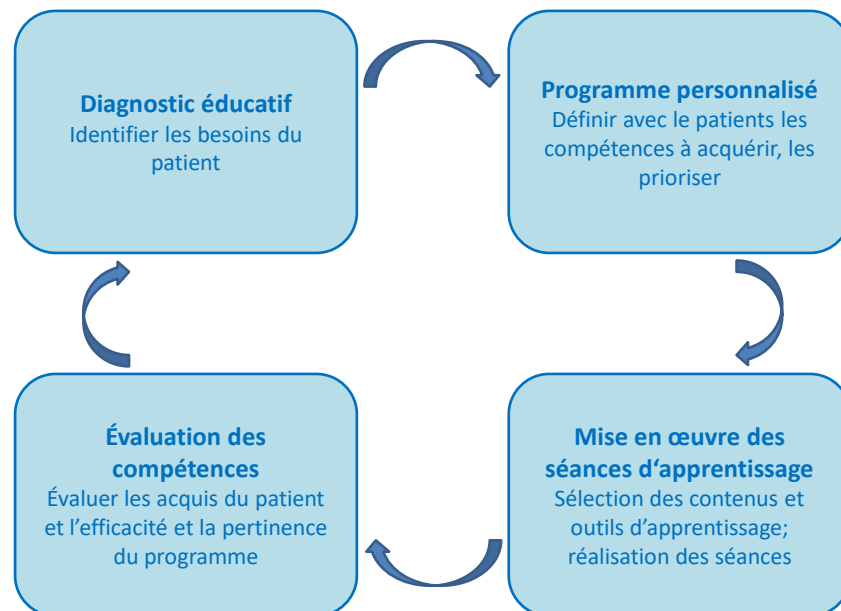 Diagnostic éducatif
Identifier les besoins du
patient
Programme personnalisé
Définir avec le patients les
compétences à acquérir, les
prioriser
Évaluation des
compétences
Évaluer les acquis du patient
et l’efficacité et la pertinence
du programme
Mise en œuvre des
séances d‘apprentissage
Sélection des contenus et
outils d’apprentissage;
réalisation des séances